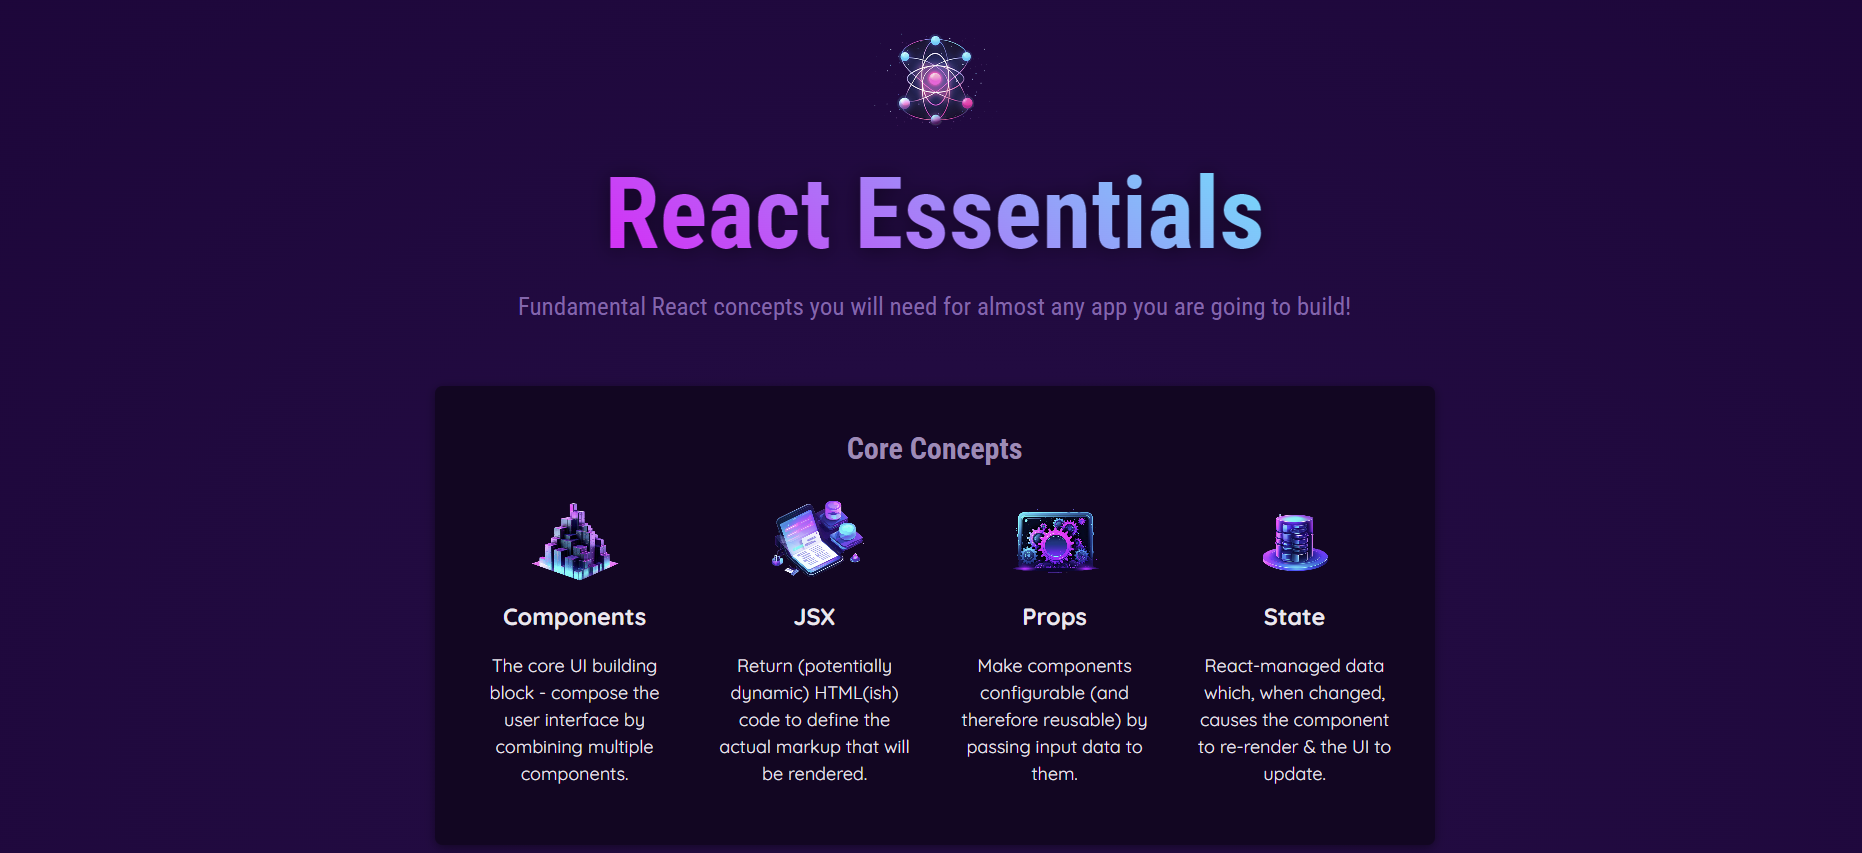 React Essentials
Fundamental React concepts you will need for almost any app you are going to build!
Core Concepts
Components
The core UI building
block - compose the
user interface by
combining multiple
components.
JSX
Return (potentially
dynamic) HTML(ish)
code to define the
actual markup that will
be rendered.
Props
Make components
configurable (and
therefore reusable) by
passing input data to
them.
State
React-managed data
which, when changed,
causes the component
to re-render & the UI to
update.